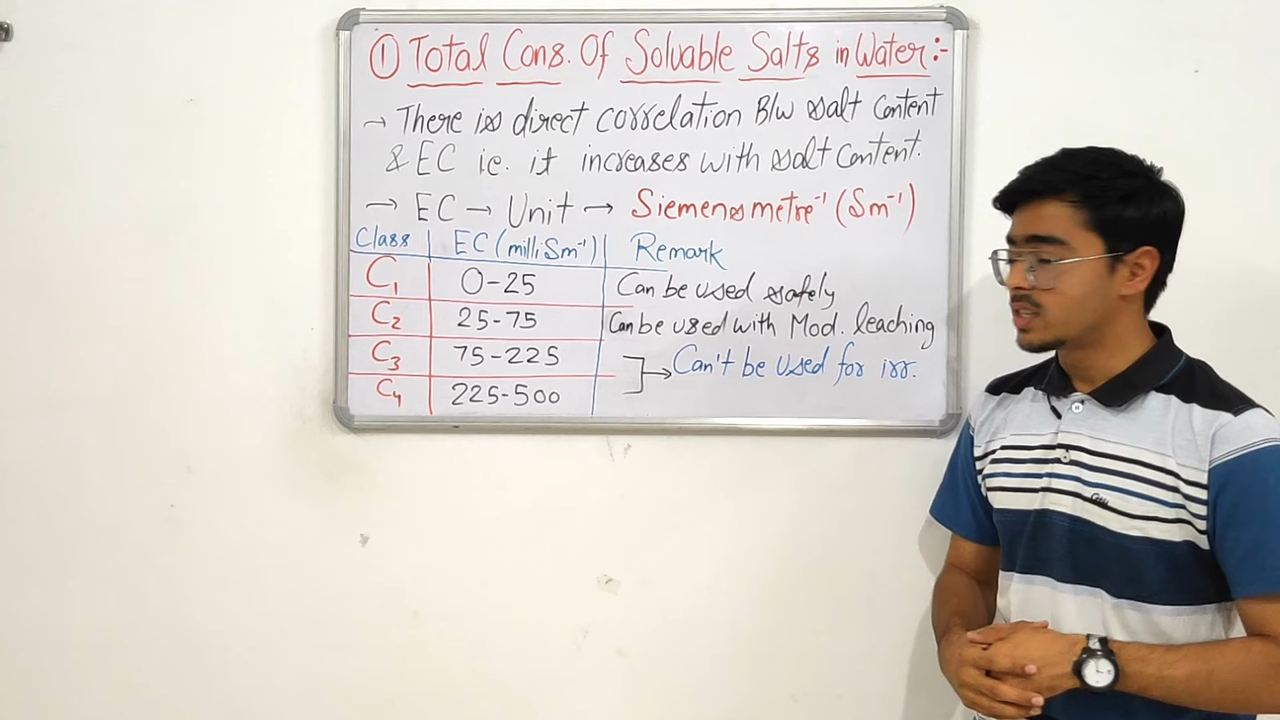 ① Total Cons. Of Solvable Salts in Water:-
→ There is direct correlation B/w salt content
& EC ie. it increases with salt content.
→ EC → Unit → Siemens metre⁻¹ (Sm⁻¹)
Class EC (milliSm⁻¹) Remark
C₁ 0-25 Can be used safely
C₂ 25-75 Can be used with Mod. leaching
C₃ 75-225
→ Can't be used for irr.
C₄ 225-500